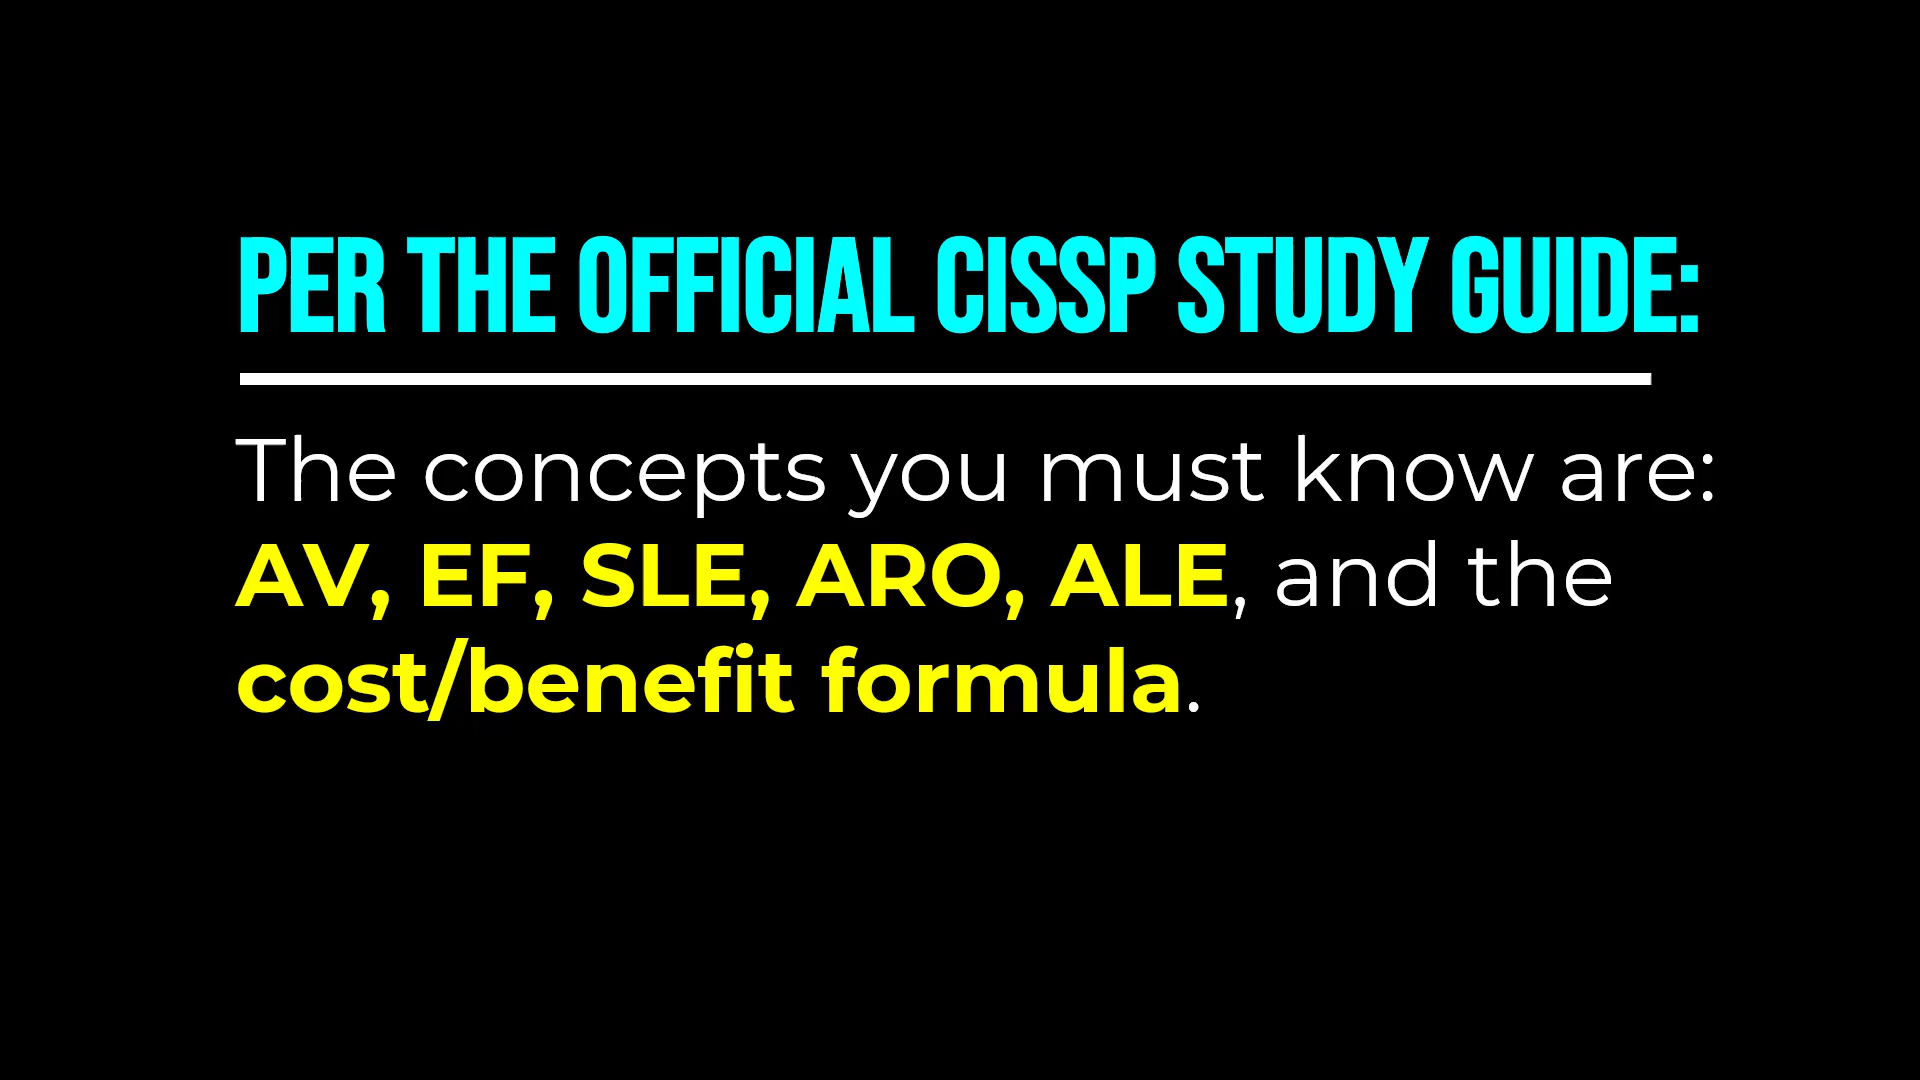 PER THE OFFICIAL CISSP STUDY GUIDE:
The concepts you must know are:
AV, EF, SLE, ARO, ALE, and the
cost/benefit formula.